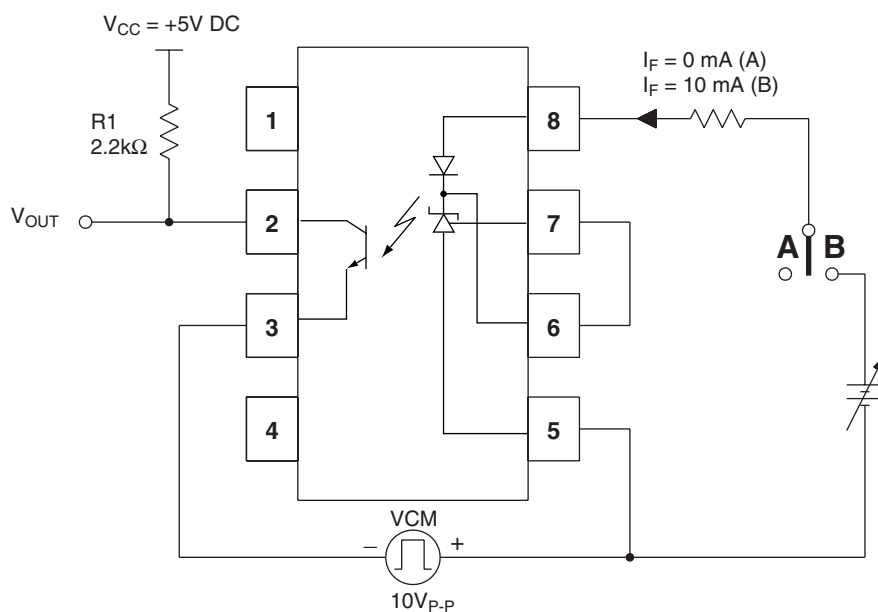 V_CC = +5V DC
I_F = 0 mA (A)
I_F = 10 mA (B)
R1
2.2kΩ
1
8
V_OUT
2
7
A
B
3
6
4
5
VCM
– +
10V_P-P